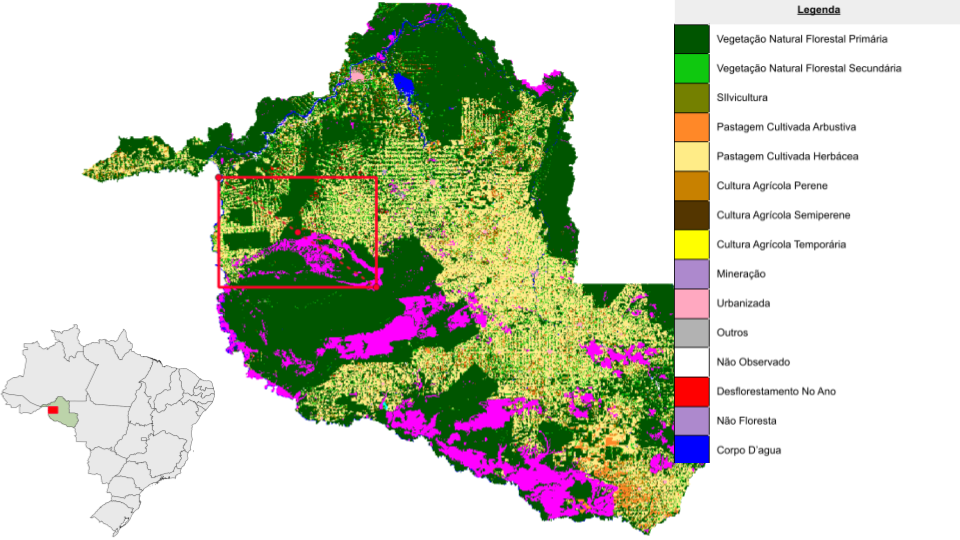 Legenda
Vegetação Natural Florestal Primária
Vegetação Natural Florestal Secundária
SIlvicultura
Pastagem Cultivada Arbustiva
Pastagem Cultivada Herbácea
Cultura Agrícola Perene
Cultura Agrícola Semiperene
Cultura Agrícola Temporária
Mineração
Urbanizada
Outros
Não Observado
Desflorestamento No Ano
Não Floresta
Corpo D'agua